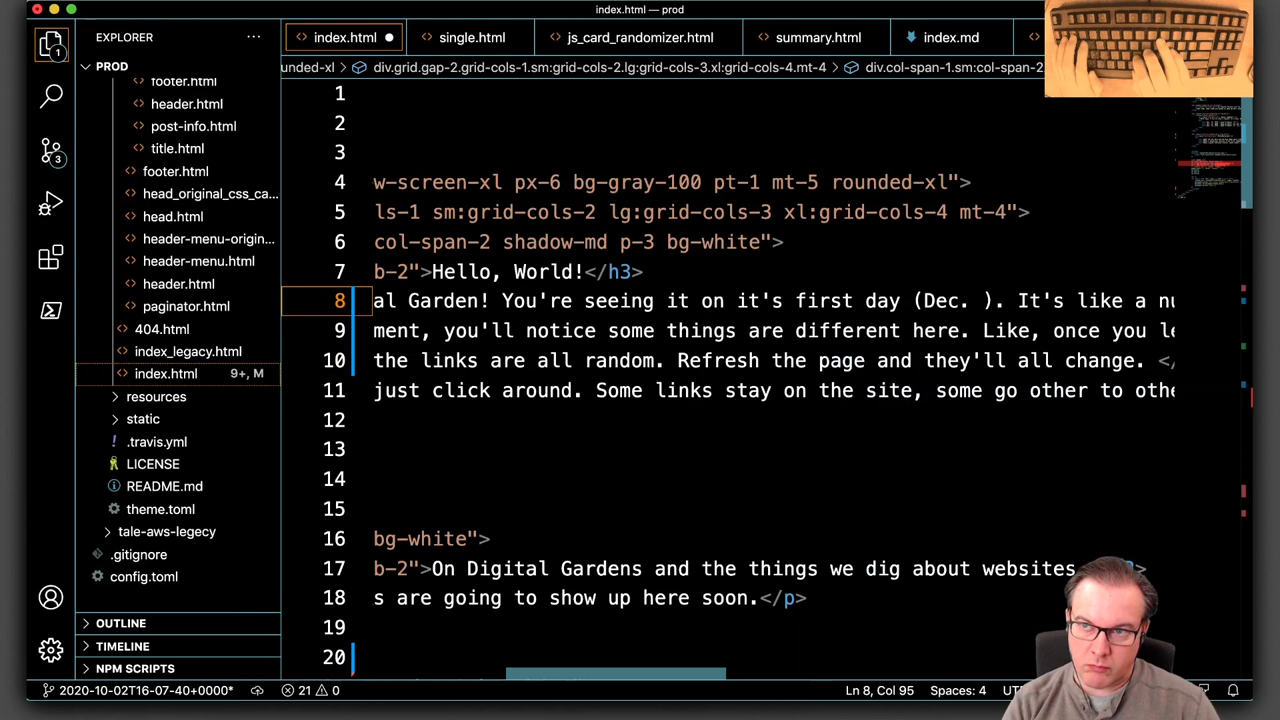 index.html — prod
EXPLORER
PROD
footer.html
header.html
post-info.html
title.html
footer.html
head_original_css_ca...
head.html
header-menu-origin...
header-menu.html
header.html
paginator.html
404.html
index_legacy.html
index.html 9+, M
resources
static
.travis.yml
LICENSE
README.md
theme.toml
tale-aws-legacy
.gitignore
config.toml
OUTLINE
TIMELINE
NPM SCRIPTS
1
3
index.html
single.html
js_card_randomizer.html
summary.html
index.md
unded-xl > div.grid.gap-2.grid-cols-1.sm:grid-cols-2.lg:grid-cols-3.xl:grid-cols-4.mt-4 > div.col-span-1.sm:col-span-2
1
2
3
4 w-screen-xl px-6 bg-gray-100 pt-1 mt-5 rounded-xl">
5 ls-1 sm:grid-cols-2 lg:grid-cols-3 xl:grid-cols-4 mt-4">
6 col-span-2 shadow-md p-3 bg-white">
7 b-2">Hello, World!</h3>
8 al Garden! You're seeing it on it's first day (Dec. ). It's like a nu
9 ment, you'll notice some things are different here. Like, once you le
10 the links are all random. Refresh the page and they'll all change. </
11 just click around. Some links stay on the site, some go other to othe
12
13
14
15
16 bg-white">
17 b-2">On Digital Gardens and the things we dig about websites
18 s are going to show up here soon.</p>
19
20
2020-10-02T16-07-40+0000* 21 0 Ln 8, Col 95 Spaces: 4 UT